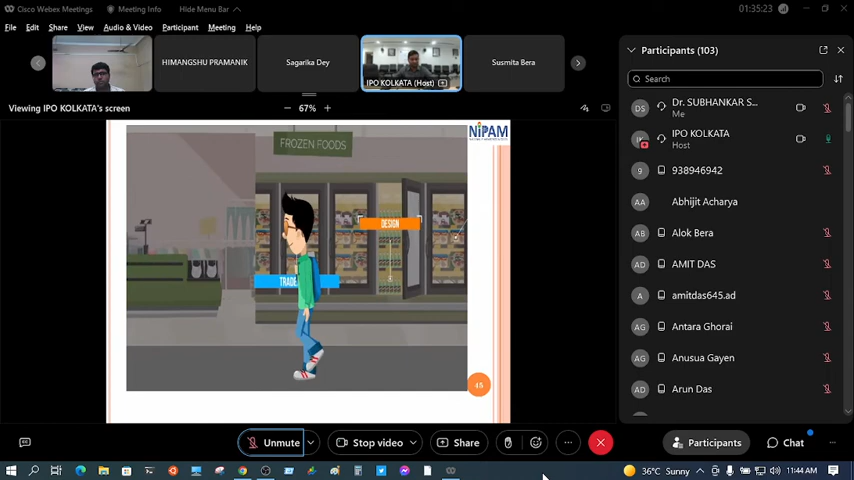 Cisco Webex Meetings
Meeting Info
Hide Menu Bar
01:35:23
File Edit Share View Audio & Video Participant Meeting Help
HIMANGSHU PRAMANIK
Sagarika Dey
IPO KOLKATA (Host)
Susmita Bera
Viewing IPO KOLKATA's screen
67%
FROZEN FOODS
NIPAM
DESIGN
TRADE
45
Participants (103)
Search
DS
Dr. SUBHANKAR S...
Me
IPO KOLKATA
Host
9
938946942
AA
Abhijit Acharya
AB
Alok Bera
AD
AMIT DAS
A
amitdas645.ad
AG
Antara Ghorai
AG
Anusua Gayen
AD
Arun Das
Unmute
Stop video
Share
Participants
Chat
36°C Sunny
11:44 AM